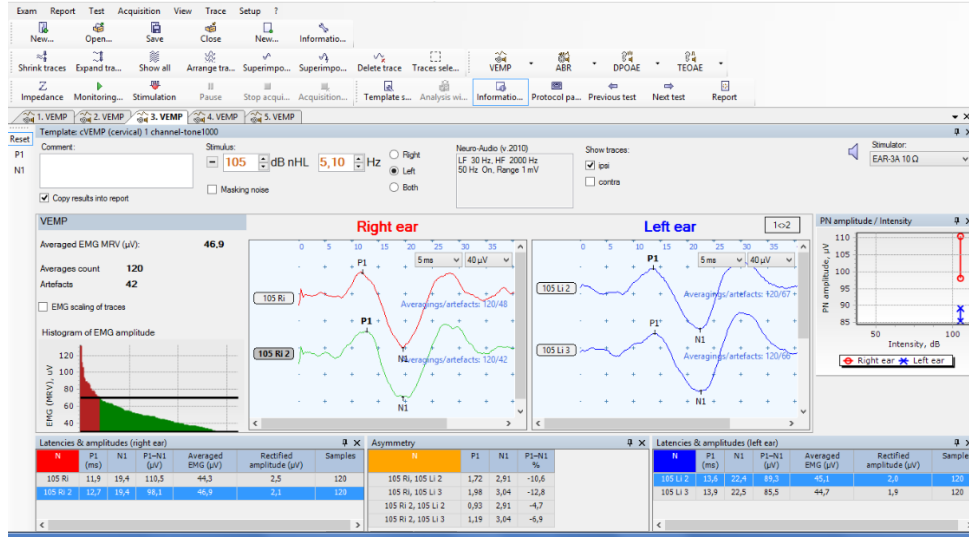 Exam Report Test Acquisition View Trace Setup ?
New... Open... Save Close New... Informatio...
Shrink traces Expand tra... Show all Arrange tra... Superimpo... Superimpo... Delete trace Traces sele... VEMP ABR DPOAE TEOAE
Impedance Monitoring... Stimulation Pause Stop acqui... Acquisition... Template s... Analysis wi... Informatio... Protocol pa... Previous test Next test Report
1. VEMP 2. VEMP 3. VEMP 4. VEMP 5. VEMP
Reset
P1
N1
Template: cVEMP (cervical) 1 channel-tone1000
Comment:
Copy results into report
Stimulus:
105 dB nHL 5,10 Hz
Masking noise
Right
Left
Both
Neuro-Audio (v.2010)
LF 30 Hz, HF 2000 Hz
50 Hz On, Range 1 mV
Show traces:
ipsi
contra
Stimulator:
EAR-3A 10 Ω
VEMP
Averaged EMG MRV (µV): 46,9
Averages count 120
Artefacts 42
EMG scaling of traces
Histogram of EMG amplitude
EMG (MRV), uV
120
100
80
60
40
Right ear
0 5 10 15 20 25 30 35
5 ms 40 µV
P1
105 Ri
Averagings/artefacts: 120/48
N1
P1
105 Ri 2
Averagings/artefacts: 120/42
N1
Left ear
1<>2
0 5 10 15 20 25 30 35
5 ms 40 µV
P1
105 Li 2
Averagings/artefacts: 120/67
N1
P1
105 Li 3
Averagings/artefacts: 120/66
N1
PN amplitude / Intensity
PN amplitude, µV
110
105
100
95
90
85
50 100
Intensity, dB
Right ear Left ear
Latencies & amplitudes (right ear)
N P1 (ms) N1 P1–N1 (µV) Averaged EMG (µV) Rectified amplitude (µV) Samples
105 Ri 11,9 19,4 110,5 44,3 2,5 120
105 Ri 2 12,7 19,4 98,1 46,9 2,1 120
Asymmetry
N P1 N1 P1–N1 %
105 Ri, 105 Li 2 1,72 2,91 -10,6
105 Ri, 105 Li 3 1,98 3,04 -12,8
105 Ri 2, 105 Li 2 0,93 2,91 -4,7
105 Ri 2, 105 Li 3 1,19 3,04 -6,9
Latencies & amplitudes (left ear)
N P1 (ms) N1 P1–N1 (µV) Averaged EMG (µV) Rectified amplitude (µV) Sample
105 Li 2 13,6 22,4 89,3 45,1 2,0 120
105 Li 3 13,9 22,5 85,5 44,7 1,9 120